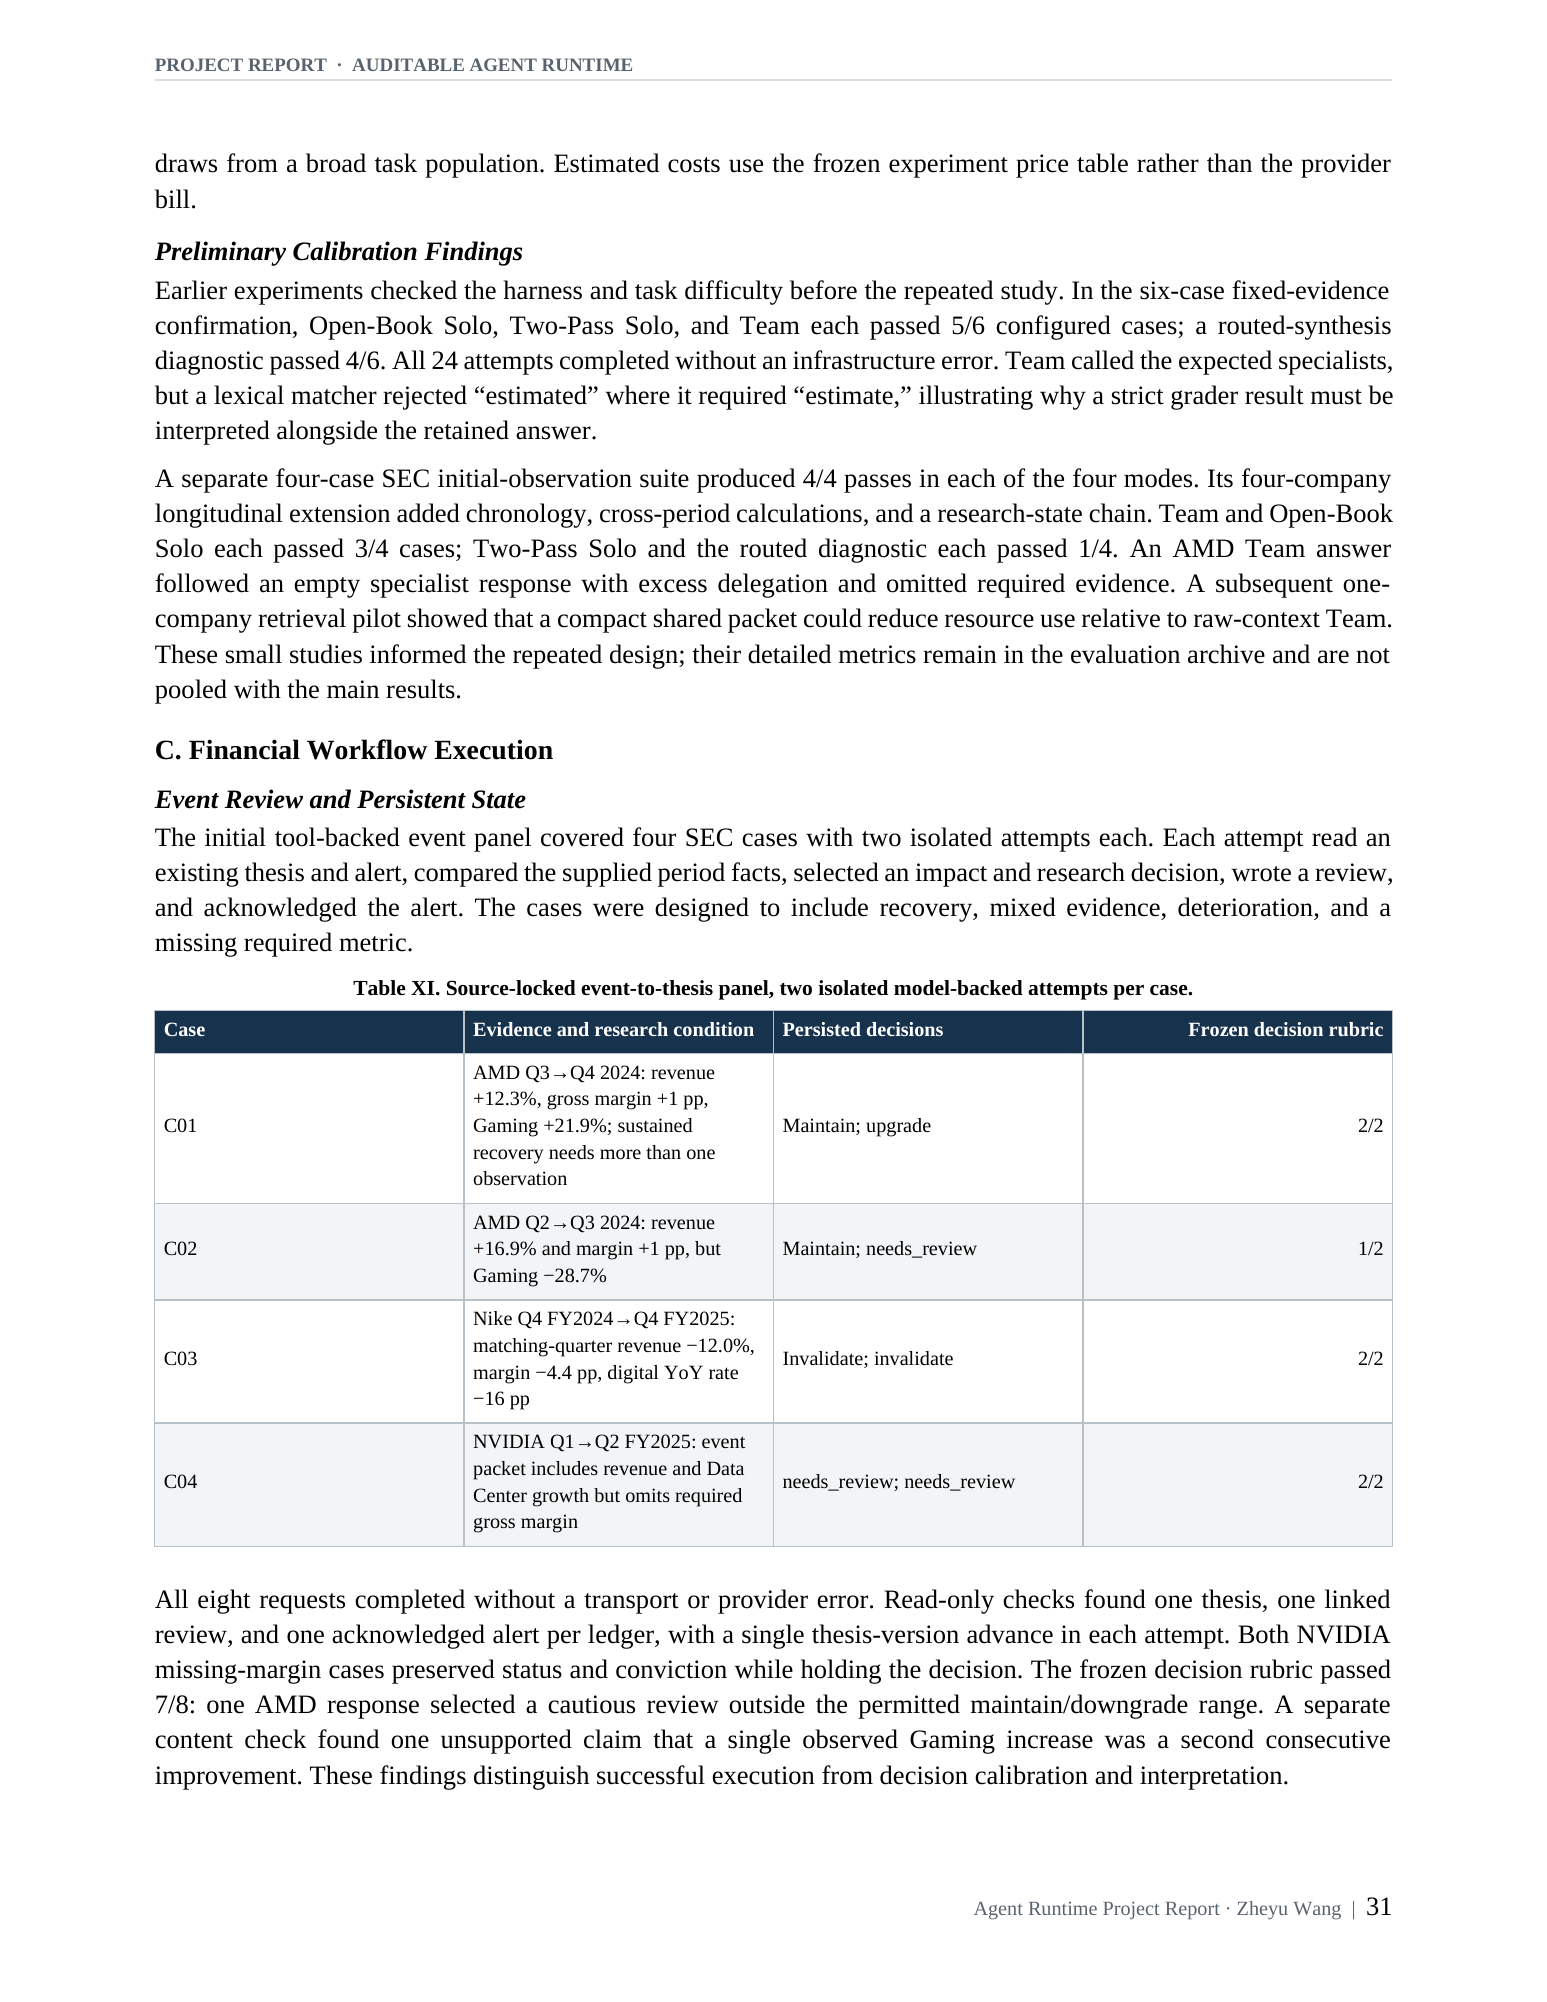 PROJECT REPORT · AUDITABLE AGENT RUNTIME
draws from a broad task population. Estimated costs use the frozen experiment price table rather than the provider
bill.
Preliminary Calibration Findings
Earlier experiments checked the harness and task difficulty before the repeated study. In the six-case fixed-evidence
confirmation, Open-Book Solo, Two-Pass Solo, and Team each passed 5/6 configured cases; a routed-synthesis
diagnostic passed 4/6. All 24 attempts completed without an infrastructure error. Team called the expected specialists,
but a lexical matcher rejected “estimated” where it required “estimate,” illustrating why a strict grader result must be
interpreted alongside the retained answer.
A separate four-case SEC initial-observation suite produced 4/4 passes in each of the four modes. Its four-company
longitudinal extension added chronology, cross-period calculations, and a research-state chain. Team and Open-Book
Solo each passed 3/4 cases; Two-Pass Solo and the routed diagnostic each passed 1/4. An AMD Team answer
followed an empty specialist response with excess delegation and omitted required evidence. A subsequent one-
company retrieval pilot showed that a compact shared packet could reduce resource use relative to raw-context Team.
These small studies informed the repeated design; their detailed metrics remain in the evaluation archive and are not
pooled with the main results.
C. Financial Workflow Execution
Event Review and Persistent State
The initial tool-backed event panel covered four SEC cases with two isolated attempts each. Each attempt read an
existing thesis and alert, compared the supplied period facts, selected an impact and research decision, wrote a review,
and acknowledged the alert. The cases were designed to include recovery, mixed evidence, deterioration, and a
missing required metric.
Table XI. Source-locked event-to-thesis panel, two isolated model-backed attempts per case.
Case Evidence and research condition Persisted decisions Frozen decision rubric
AMD Q3→Q4 2024: revenue
+12.3%, gross margin +1 pp,
C01 Gaming +21.9%; sustained Maintain; upgrade 2/2
recovery needs more than one
observation
AMD Q2→Q3 2024: revenue
C02 +16.9% and margin +1 pp, but Maintain; needs_review 1/2
Gaming −28.7%
Nike Q4 FY2024→Q4 FY2025:
matching-quarter revenue −12.0%,
C03 margin −4.4 pp, digital YoY rate Invalidate; invalidate 2/2
−16 pp
NVIDIA Q1→Q2 FY2025: event
packet includes revenue and Data
C04 Center growth but omits required needs_review; needs_review 2/2
gross margin
All eight requests completed without a transport or provider error. Read-only checks found one thesis, one linked
review, and one acknowledged alert per ledger, with a single thesis-version advance in each attempt. Both NVIDIA
missing-margin cases preserved status and conviction while holding the decision. The frozen decision rubric passed
7/8: one AMD response selected a cautious review outside the permitted maintain/downgrade range. A separate
content check found one unsupported claim that a single observed Gaming increase was a second consecutive
improvement. These findings distinguish successful execution from decision calibration and interpretation.
Agent Runtime Project Report · Zheyu Wang | 31